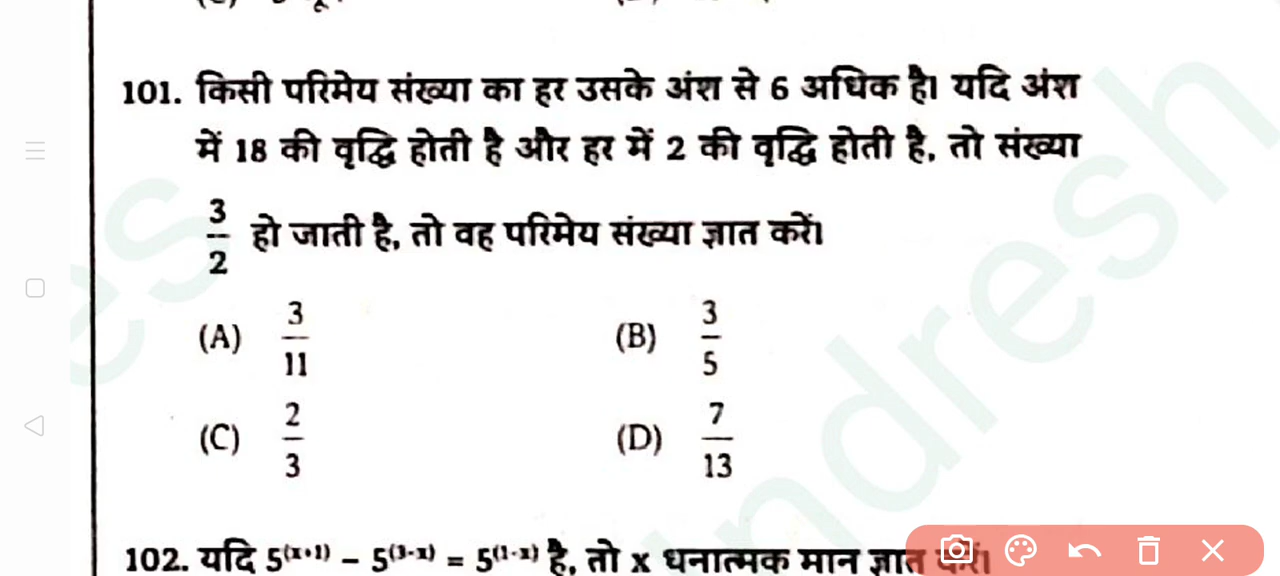 101. किसी परिमेय संख्या का हर उसके अंश से 6 अधिक है। यदि अंश
में 18 की वृद्धि होती है और हर में 2 की वृद्धि होती है, तो संख्या
3/2 हो जाती है, तो वह परिमेय संख्या ज्ञात करें।
(A) 3/11 (B) 3/5
(C) 2/3 (D) 7/13
102. यदि 5^(x+1) – 5^(3-x) = 5^(1-x) है, तो x धनात्मक मान ज्ञात करें।